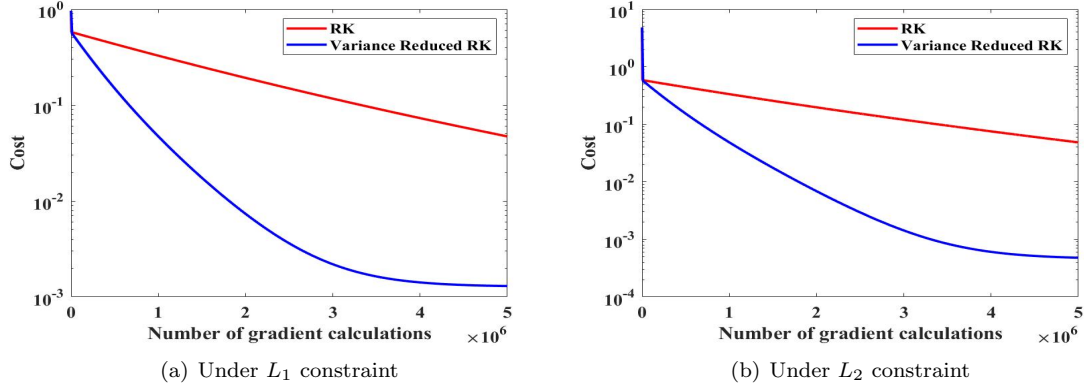 RK
Variance Reduced RK
10^0
10^-1
10^-2
10^-3
Cost
0 1 2 3 4 5
Number of gradient calculations ×10^6
(a) Under L_1 constraint
RK
Variance Reduced RK
10^1
10^0
10^-1
10^-2
10^-3
10^-4
Cost
0 1 2 3 4 5
Number of gradient calculations ×10^6
(b) Under L_2 constraint